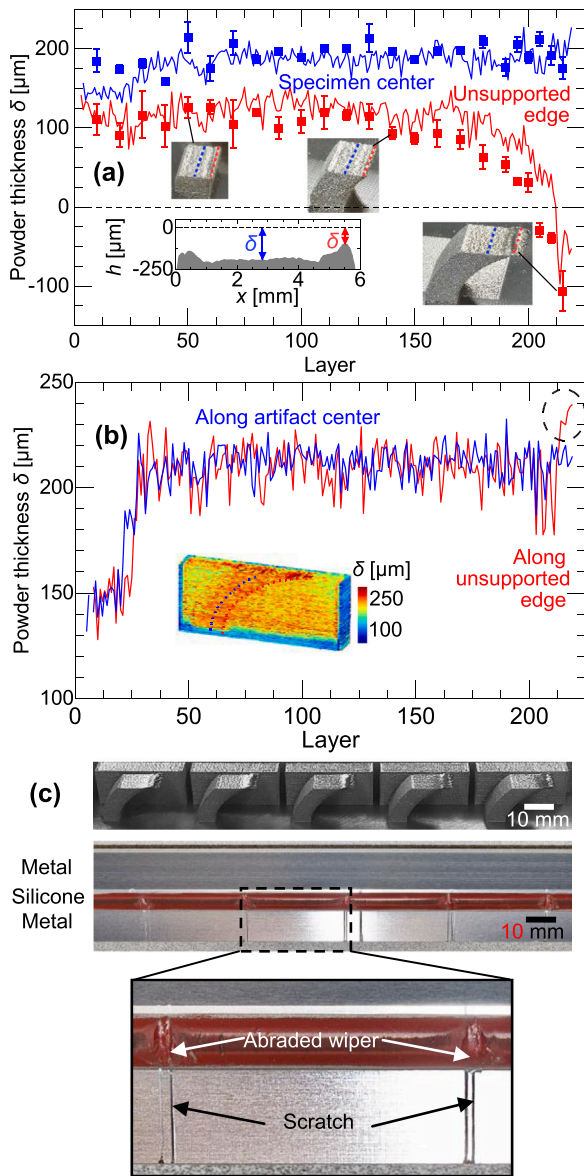 200
Specimen center
Unsupported
edge
100
(a)
0
0
h
[µm]
-250
δ
δ
0 2 4 6
x [mm]
-100
Powder thickness δ [µm]
0 50 100 150 200
Layer
250
(b)
Along artifact center
200
150
100
Powder thickness δ [µm]
δ [µm]
250
100
Along
unsupported
edge
0 50 100 150 200
Layer
(c)
10 mm
Metal
Silicone
Metal
10 mm
Abraded wiper
Scratch